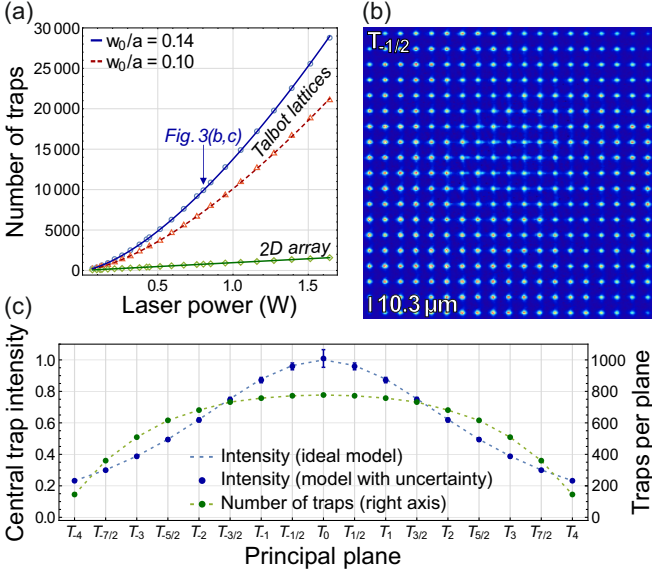 (a)
30 000
25 000
20 000
15 000
10 000
5000
0
Number of traps
w₀/a = 0.14
w₀/a = 0.10
Fig. 3(b,c)
Talbot lattices
2D array
0.5 1.0 1.5
Laser power (W)
(b)
T₋₁/₂
10.3 µm
(c)
Central trap intensity
1.0
0.8
0.6
0.4
0.2
0.0
Intensity (ideal model)
Intensity (model with uncertainty)
Number of traps (right axis)
1000
800
600
400
200
0
Traps per plane
T₋₄ T₋₇/₂ T₋₃ T₋₅/₂ T₋₂ T₋₃/₂ T₋₁ T₋₁/₂ T₀ T₁/₂ T₁ T₃/₂ T₂ T₅/₂ T₃ T₇/₂ T₄
Principal plane